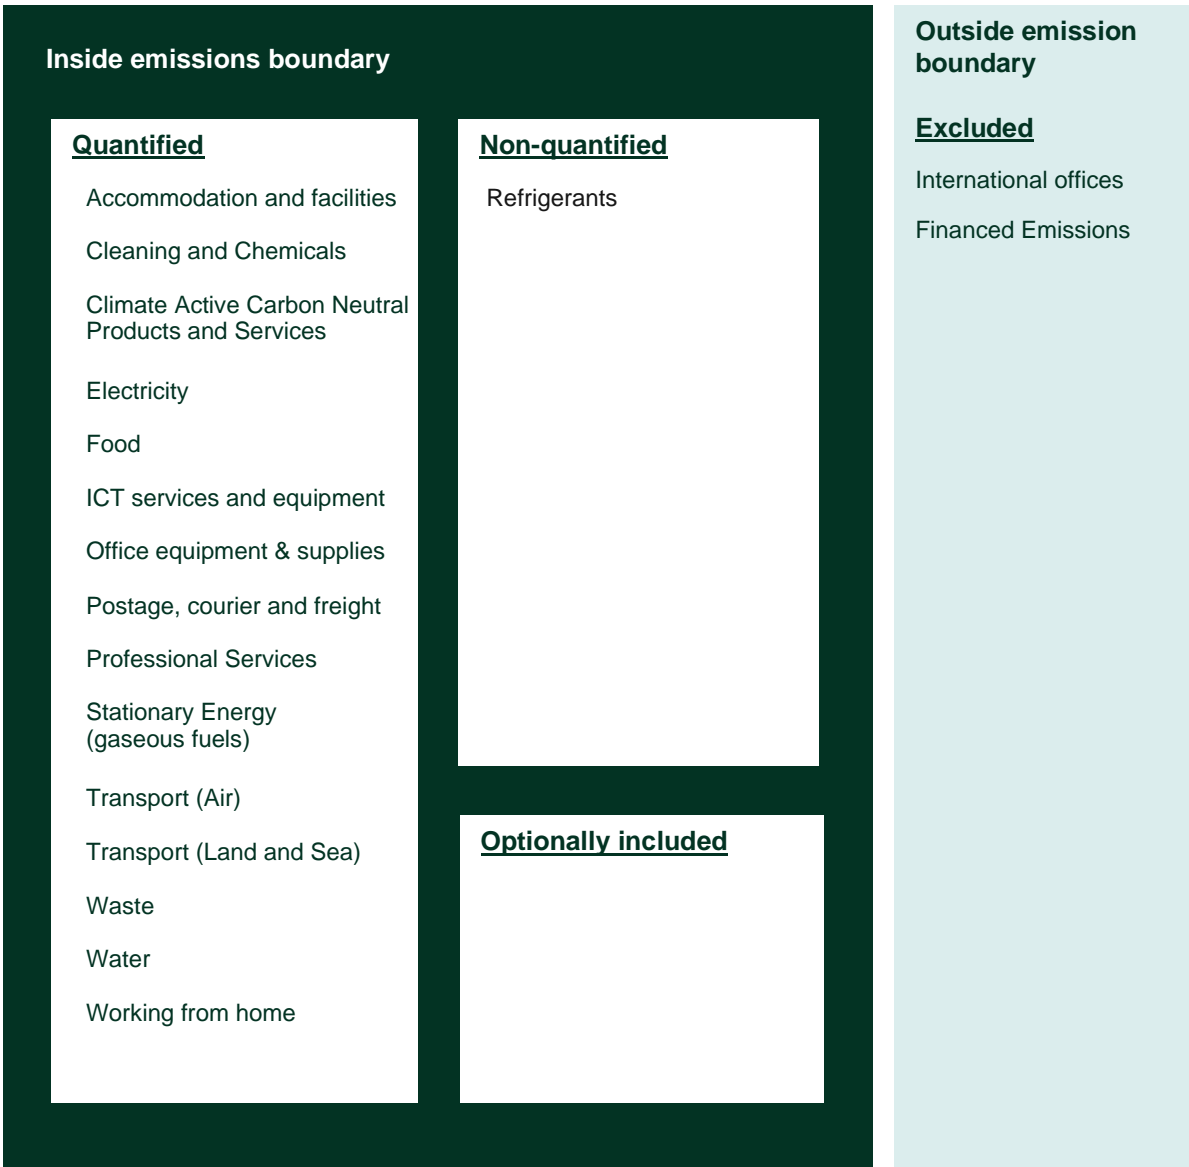 Inside emissions boundary
Quantified
Accommodation and facilities
Cleaning and Chemicals
Climate Active Carbon Neutral
Products and Services
Electricity
Food
ICT services and equipment
Office equipment & supplies
Postage, courier and freight
Professional Services
Stationary Energy
(gaseous fuels)
Transport (Air)
Transport (Land and Sea)
Waste
Water
Working from home
Non-quantified
Refrigerants
Optionally included
Outside emission
boundary
Excluded
International offices
Financed Emissions